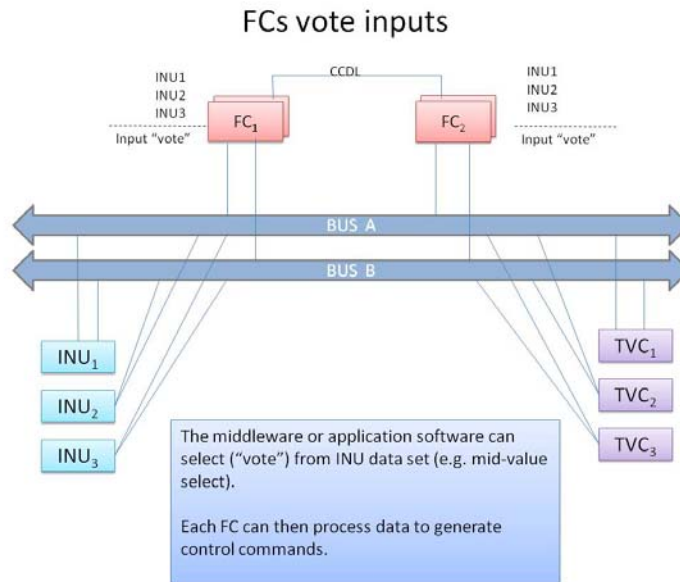 FCs vote inputs
CCDL
INU1
INU2
INU3
Input “vote”
FC1
FC2
INU1
INU2
INU3
Input “vote”
BUS A
BUS B
INU1
INU2
INU3
TVC1
TVC2
TVC3
The middleware or application software can
select (“vote”) from INU data set (e.g. mid-value
select).
Each FC can then process data to generate
control commands.